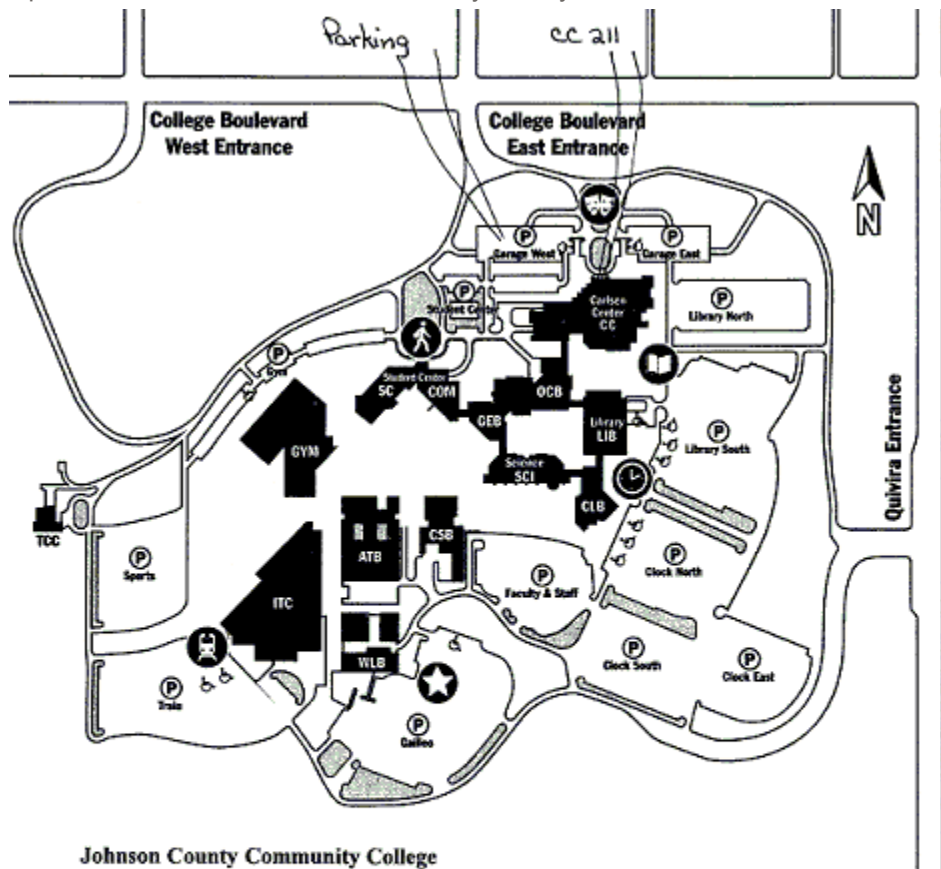 Parking
CC 211
College Boulevard
West Entrance
College Boulevard
East Entrance
N
P
Garage West
P
Garage East
P
Student Center
Carlsen
Center
CC
P
Library North
P
Gym
Student Center
SC
COM
OCB
GEB
Library
LIB
P
Library South
Quivira Entrance
GYM
Science
SCI
CLB
TCC
P
Sports
ATB
CSB
ITC
P
Faculty & Staff
P
Clock North
WLB
P
Clock South
P
Clock East
P
Train
P
Galileo
Johnson County Community College